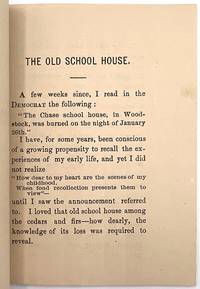 THE OLD SCHOOL HOUSE.
A few weeks since, I read in the
DEMOCRAT the following :
"The Chase school house, in Wood-
stock, was burned on the night of January
26th."
I have, for some years, been conscious
of a growing propensity to recall the ex-
periences of my early life, and yet I did
not realize
"How dear to my heart are the scenes of my
childhood,
When fond recollection presents them to
view"—
until I saw the announcement referred
to. I loved that old school house among
the cedars and firs—how dearly, the
knowledge of its loss was required to
reveal.